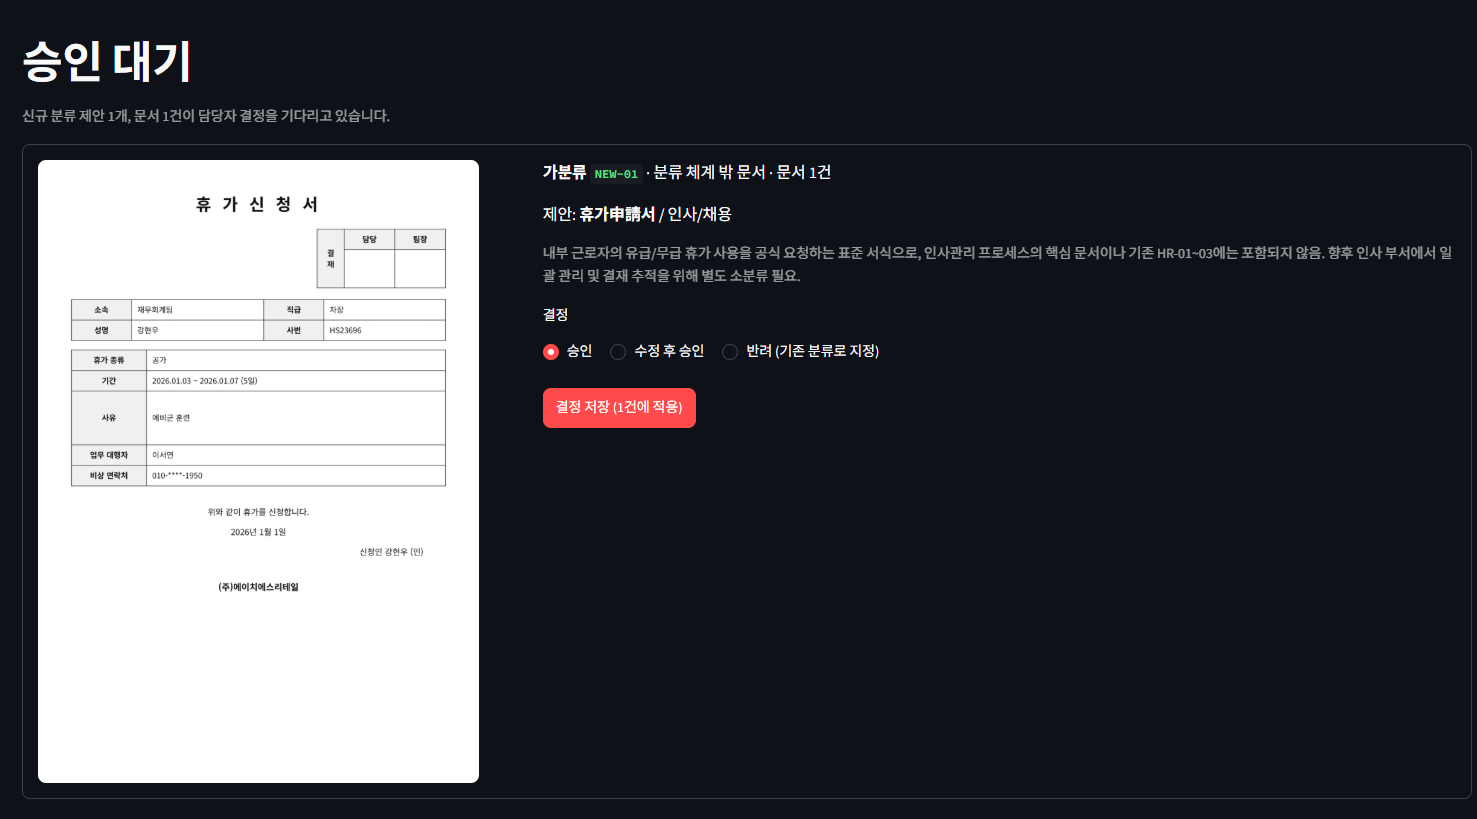 승인 대기
신규 분류 제안 1개, 문서 1건이 담당자 결정을 기다리고 있습니다.
휴 가 신 청 서
결재 담당 팀장
소속 재무회계팀 직급 차장
성명 강현우 사번 HS23696
휴가 종류 공가
기간 2026.01.03 ~ 2026.01.07 (5일)
사유 예비군 훈련
업무 대행자 이서연
비상 연락처 010-****-1950
위와 같이 휴가를 신청합니다.
2026년 1월 1일
신청인 강현우 (인)
(주)에이치에스리테일
가분류 NEW-01 · 분류 체계 밖 문서 · 문서 1건
제안: 휴가申請서 / 인사/채용
내부 근로자의 유급/무급 휴가 사용을 공식 요청하는 표준 서식으로, 인사관리 프로세스의 핵심 문서이나 기존 HR-01~03에는 포함되지 않음. 향후 인사 부서에서 일
괄 관리 및 결재 추적을 위해 별도 소분류 필요.
결정
승인 수정 후 승인 반려 (기존 분류로 지정)
결정 저장 (1건에 적용)